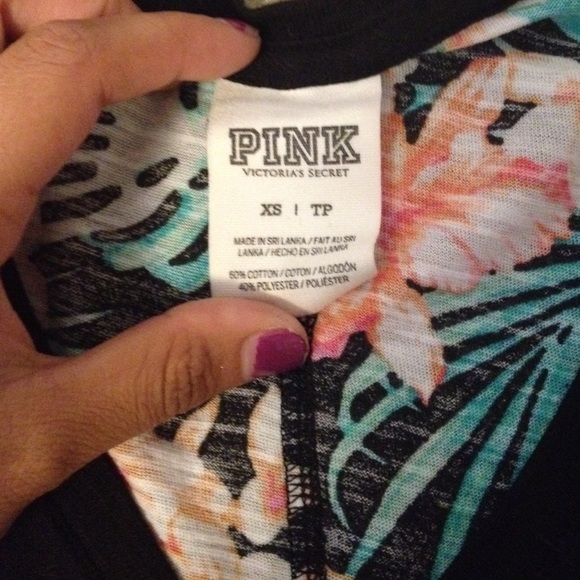 PINK
VICTORIA'S SECRET
XS | TP
MADE IN SRI LANKA / FAIT AU SRI
LANKA / HECHO EN SRI LANKA
60% COTTON / COTON / ALGODÓN
40% POLYESTER / POLIÉSTER